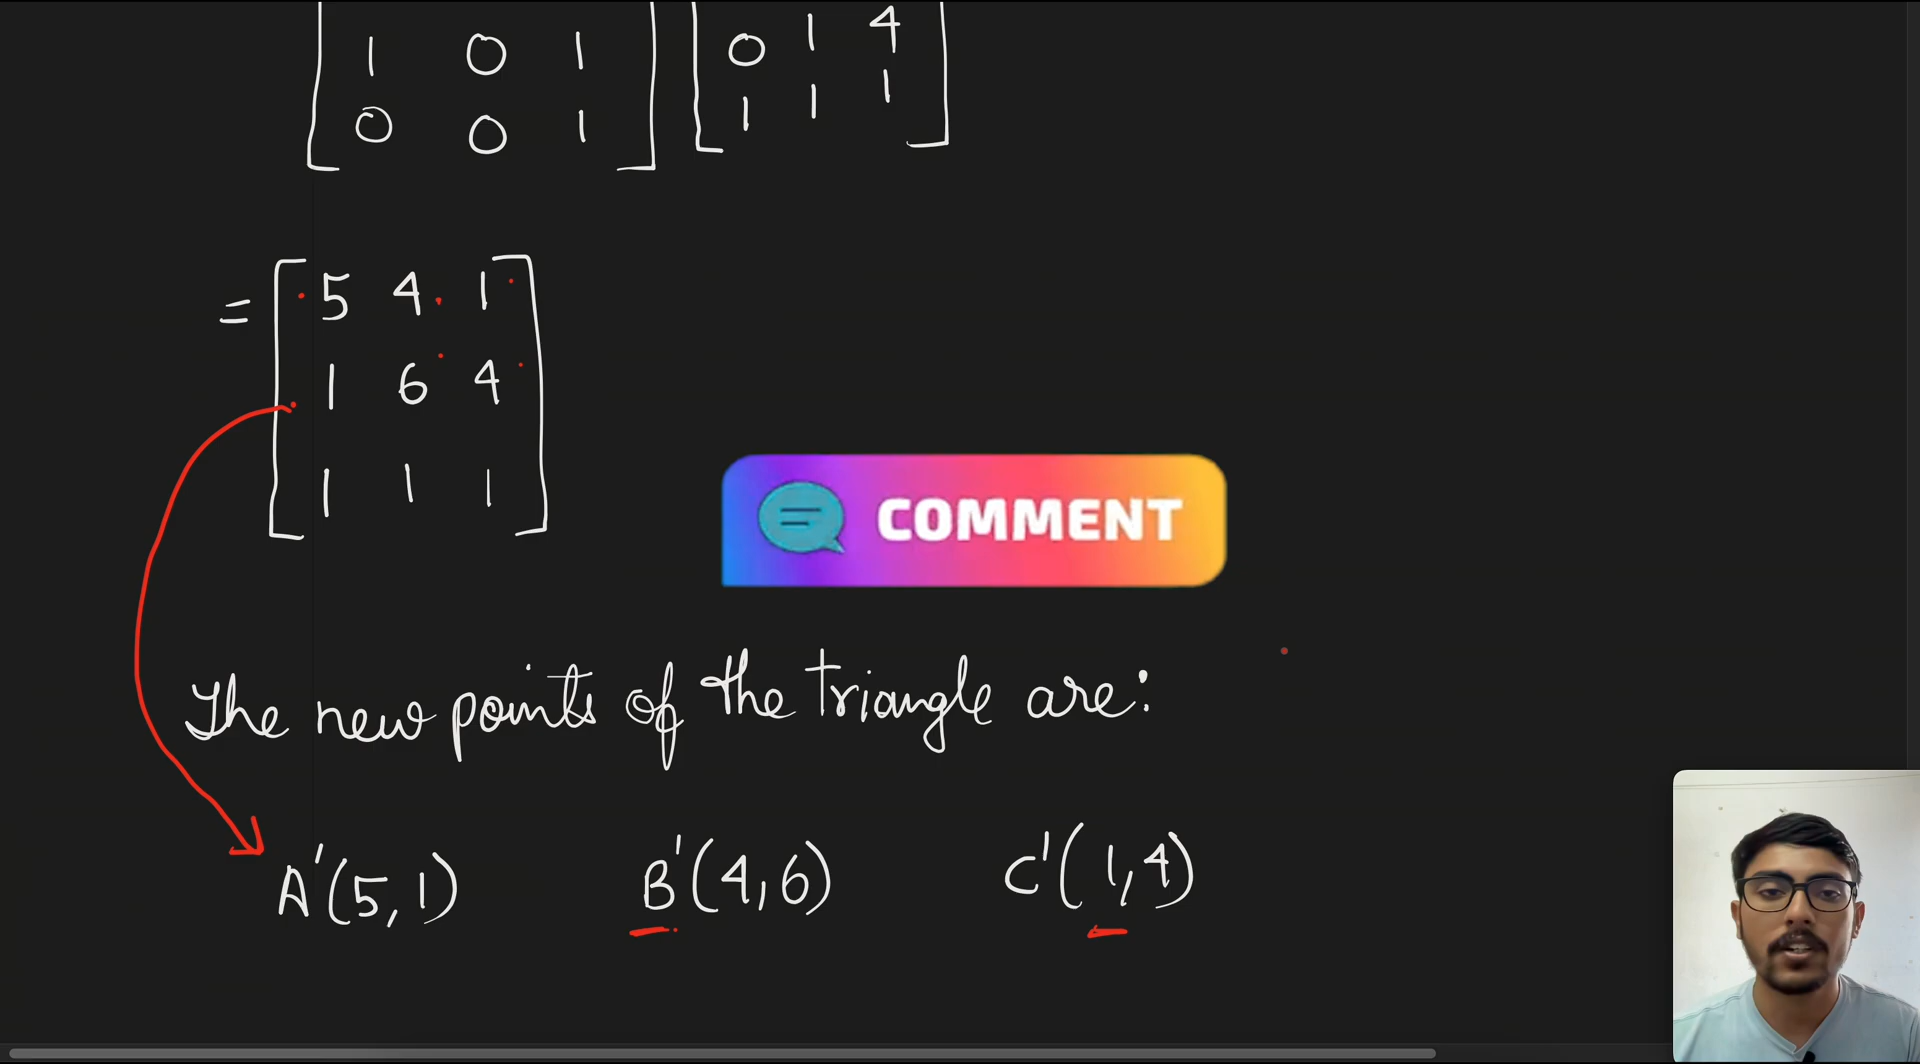 1 0 1 0 1 4
0 0 1 1 1 1
= 5 4 1
1 6 4
1 1 1
COMMENT
The new points of the triangle are:
A'(5,1) B'(4,6) C'(1,4)